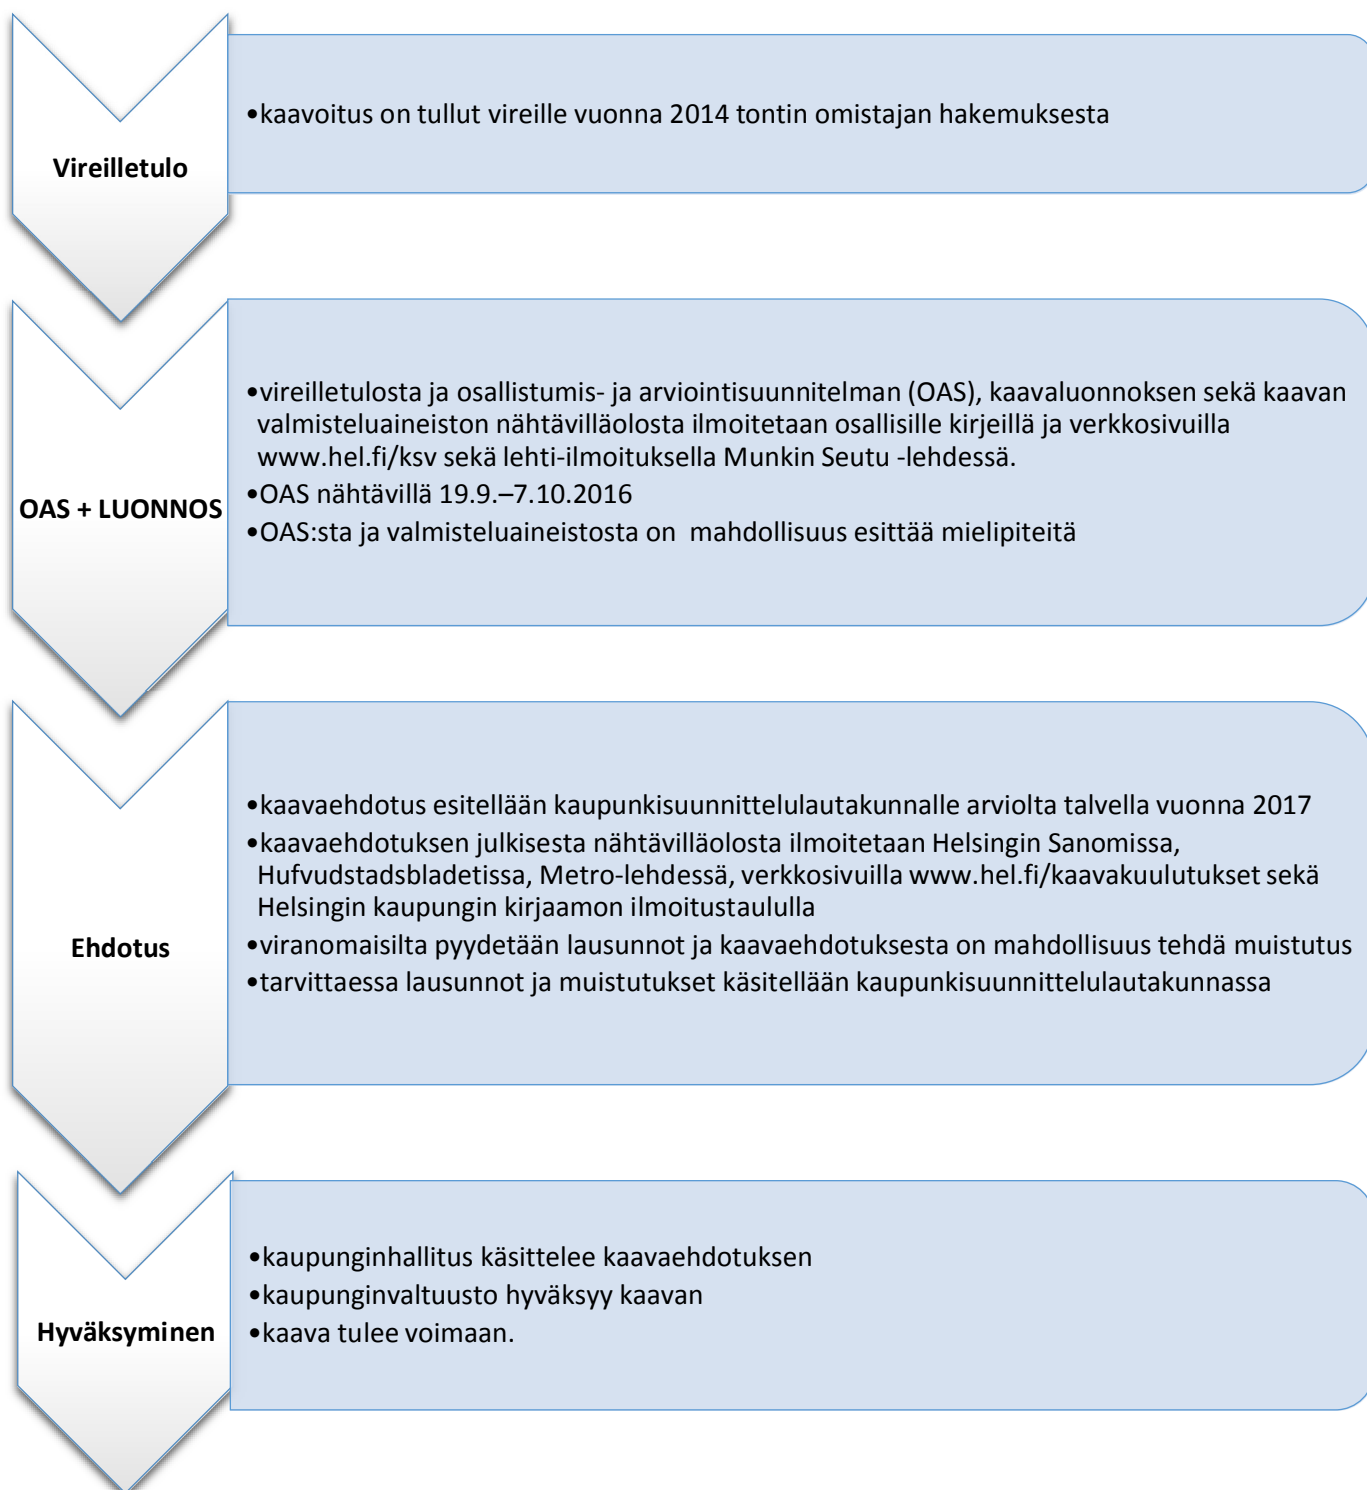 Vireilletulo
•kaavoitus on tullut vireille vuonna 2014 tontin omistajan hakemuksesta
OAS + LUONNOS
•vireilletulosta ja osallistumis- ja arviointisuunnitelman (OAS), kaavaluonnoksen sekä kaavan
valmisteluaineiston nähtävilläolosta ilmoitetaan osallisille kirjeillä ja verkkosivuilla
www.hel.fi/ksv sekä lehti-ilmoituksella Munkin Seutu -lehdessä.
•OAS nähtävillä 19.9.–7.10.2016
•OAS:sta ja valmisteluaineistosta on mahdollisuus esittää mielipiteitä
Ehdotus
•kaavaehdotus esitellään kaupunkisuunnittelulautakunnalle arviolta talvella vuonna 2017
•kaavaehdotuksen julkisesta nähtävilläolosta ilmoitetaan Helsingin Sanomissa,
Hufvudstadsbladetissa, Metro-lehdessä, verkkosivuilla www.hel.fi/kaavakuulutukset sekä
Helsingin kaupungin kirjaamon ilmoitustaululla
•viranomaisilta pyydetään lausunnot ja kaavaehdotuksesta on mahdollisuus tehdä muistutus
•tarvittaessa lausunnot ja muistutukset käsitellään kaupunkisuunnittelulautakunnassa
Hyväksyminen
•kaupunginhallitus käsittelee kaavaehdotuksen
•kaupunginvaltuusto hyväksyy kaavan
•kaava tulee voimaan.